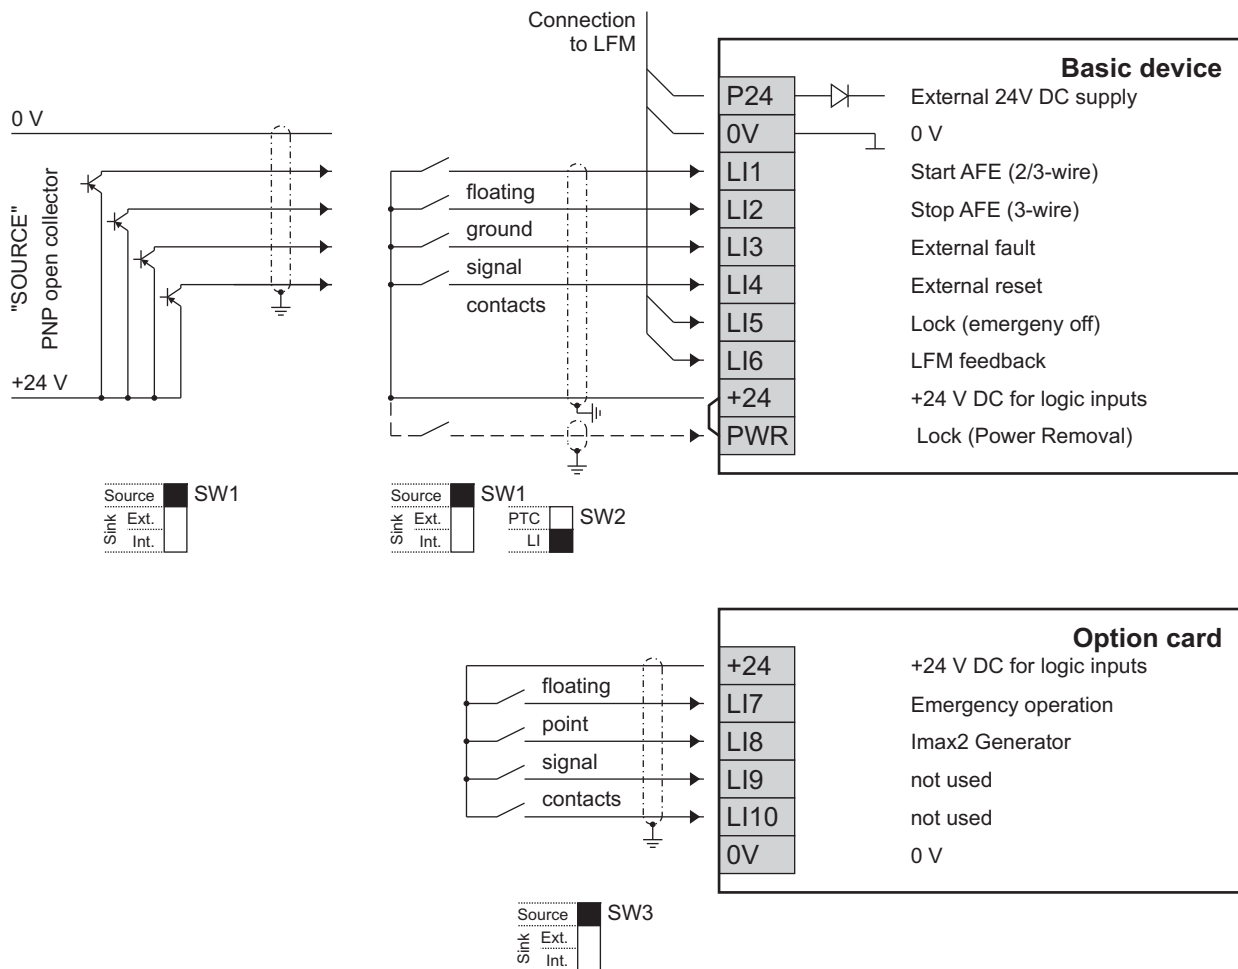 Connection
to LFM
Basic device
P24
External 24V DC supply
0 V
0V
0 V
"SOURCE"
PNP open collector
LI1
Start AFE (2/3-wire)
floating
LI2
Stop AFE (3-wire)
ground
LI3
External fault
signal
LI4
External reset
contacts
LI5
Lock (emergeny off)
LI6
LFM feedback
+24 V
+24
+24 V DC for logic inputs
PWR
Lock (Power Removal)
Source SW1
Sink
Ext.
Int.
Source SW1
Sink
Ext.
Int.
PTC SW2
LI
Option card
+24
+24 V DC for logic inputs
floating
LI7
Emergency operation
point
LI8
Imax2 Generator
signal
LI9
not used
contacts
LI10
not used
0V
0 V
Source SW3
Sink
Ext.
Int.